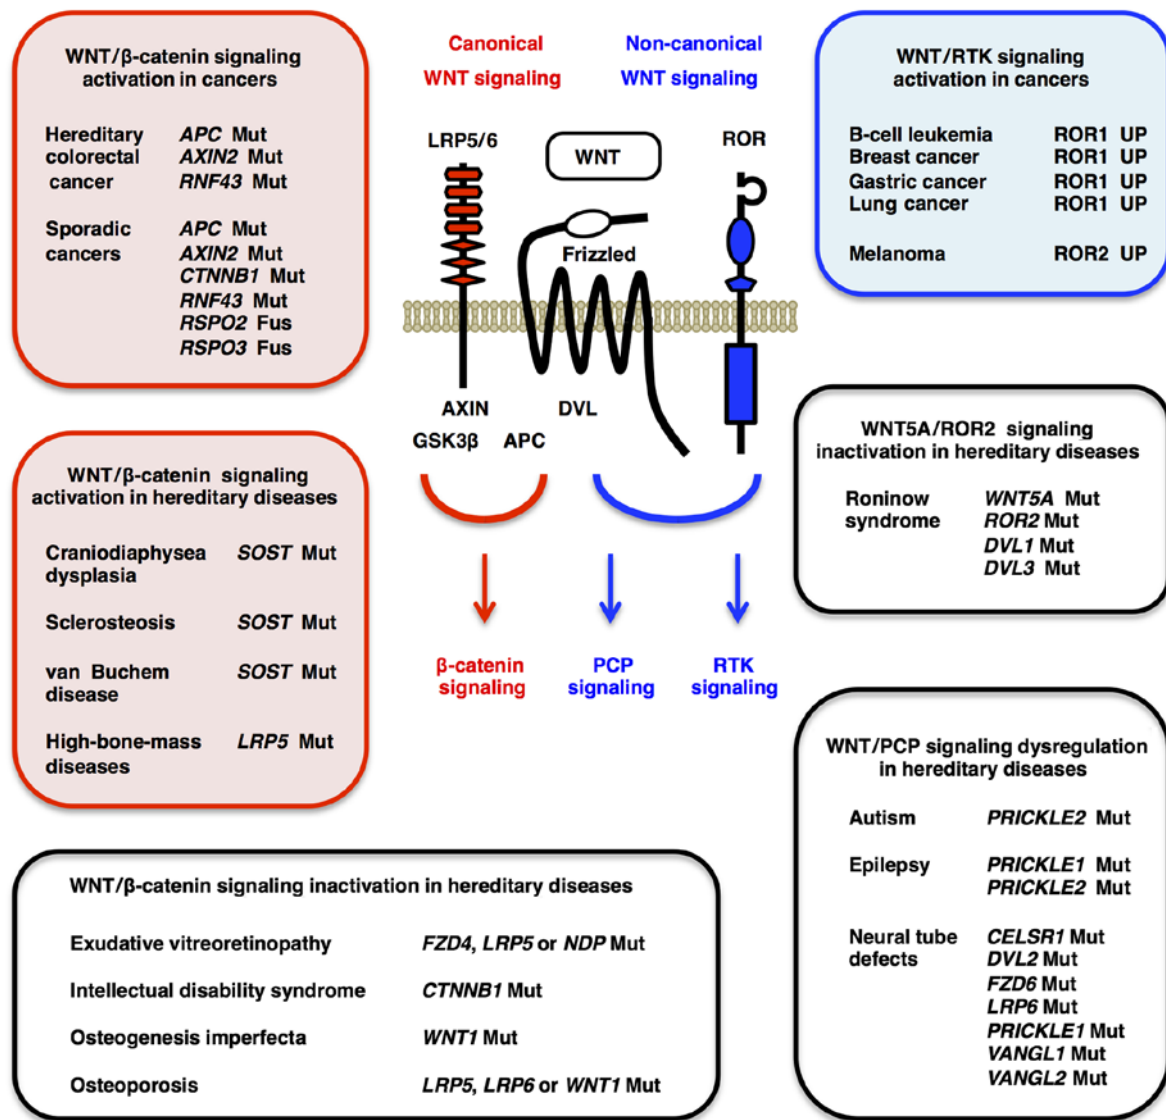 WNT/β-catenin signaling
activation in cancers
Hereditary APC Mut
colorectal AXIN2 Mut
cancer RNF43 Mut
Sporadic APC Mut
cancers AXIN2 Mut
CTNNB1 Mut
RNF43 Mut
RSPO2 Fus
RSPO3 Fus
Canonical
WNT signaling
Non-canonical
WNT signaling
LRP5/6
WNT
ROR
Frizzled
AXIN
DVL
GSK3β
APC
β-catenin
signaling
PCP
signaling
RTK
signaling
WNT/RTK signaling
activation in cancers
B-cell leukemia ROR1 UP
Breast cancer ROR1 UP
Gastric cancer ROR1 UP
Lung cancer ROR1 UP
Melanoma ROR2 UP
WNT/β-catenin signaling
activation in hereditary diseases
Craniodiaphysea SOST Mut
dysplasia
Sclerosteosis SOST Mut
van Buchem SOST Mut
disease
High-bone-mass LRP5 Mut
diseases
WNT5A/ROR2 signaling
inactivation in hereditary diseases
Roninow WNT5A Mut
syndrome ROR2 Mut
DVL1 Mut
DVL3 Mut
WNT/PCP signaling dysregulation
in hereditary diseases
Autism PRICKLE2 Mut
Epilepsy PRICKLE1 Mut
PRICKLE2 Mut
Neural tube CELSR1 Mut
defects DVL2 Mut
FZD6 Mut
LRP6 Mut
PRICKLE1 Mut
VANGL1 Mut
VANGL2 Mut
WNT/β-catenin signaling inactivation in hereditary diseases
Exudative vitreoretinopathy FZD4, LRP5 or NDP Mut
Intellectual disability syndrome CTNNB1 Mut
Osteogenesis imperfecta WNT1 Mut
Osteoporosis LRP5, LRP6 or WNT1 Mut